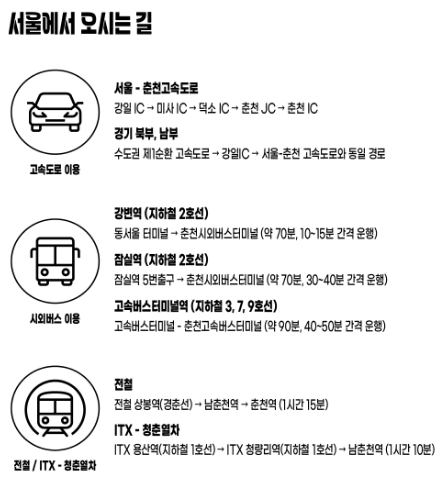 서울에서 오시는 길
서울 - 춘천고속도로
강일 IC → 미사 IC → 덕소 IC → 춘천 JC → 춘천 IC
경기 북부, 남부
수도권 제1순환 고속도로 → 강일IC → 서울-춘천 고속도로와 동일 경로
고속도로 이용
강변역 (지하철 2호선)
동서울 터미널 → 춘천시외버스터미널 (약 70분, 10~15분 간격 운행)
잠실역 (지하철 2호선)
잠실역 5번출구 → 춘천시외버스터미널 (약 70분, 30~40분 간격 운행)
고속버스터미널역 (지하철 3, 7, 9호선)
고속버스터미널 - 춘천고속버스터미널 (약 90분, 40~50분 간격 운행)
시외버스 이용
전철
전철 상봉역(경춘선) → 남춘천역 → 춘천역 (1시간 15분)
ITX - 청춘열차
ITX 용산역(지하철 1호선) → ITX 청량리역(지하철 1호선) → 남춘천역 (1시간 10분)
전철 / ITX - 청춘열차